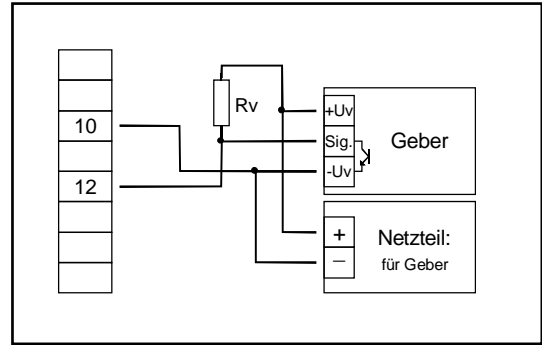 10
12
Rv
+Uv
Sig.
-Uv
Geber
+
−
Netzteil:
für Geber